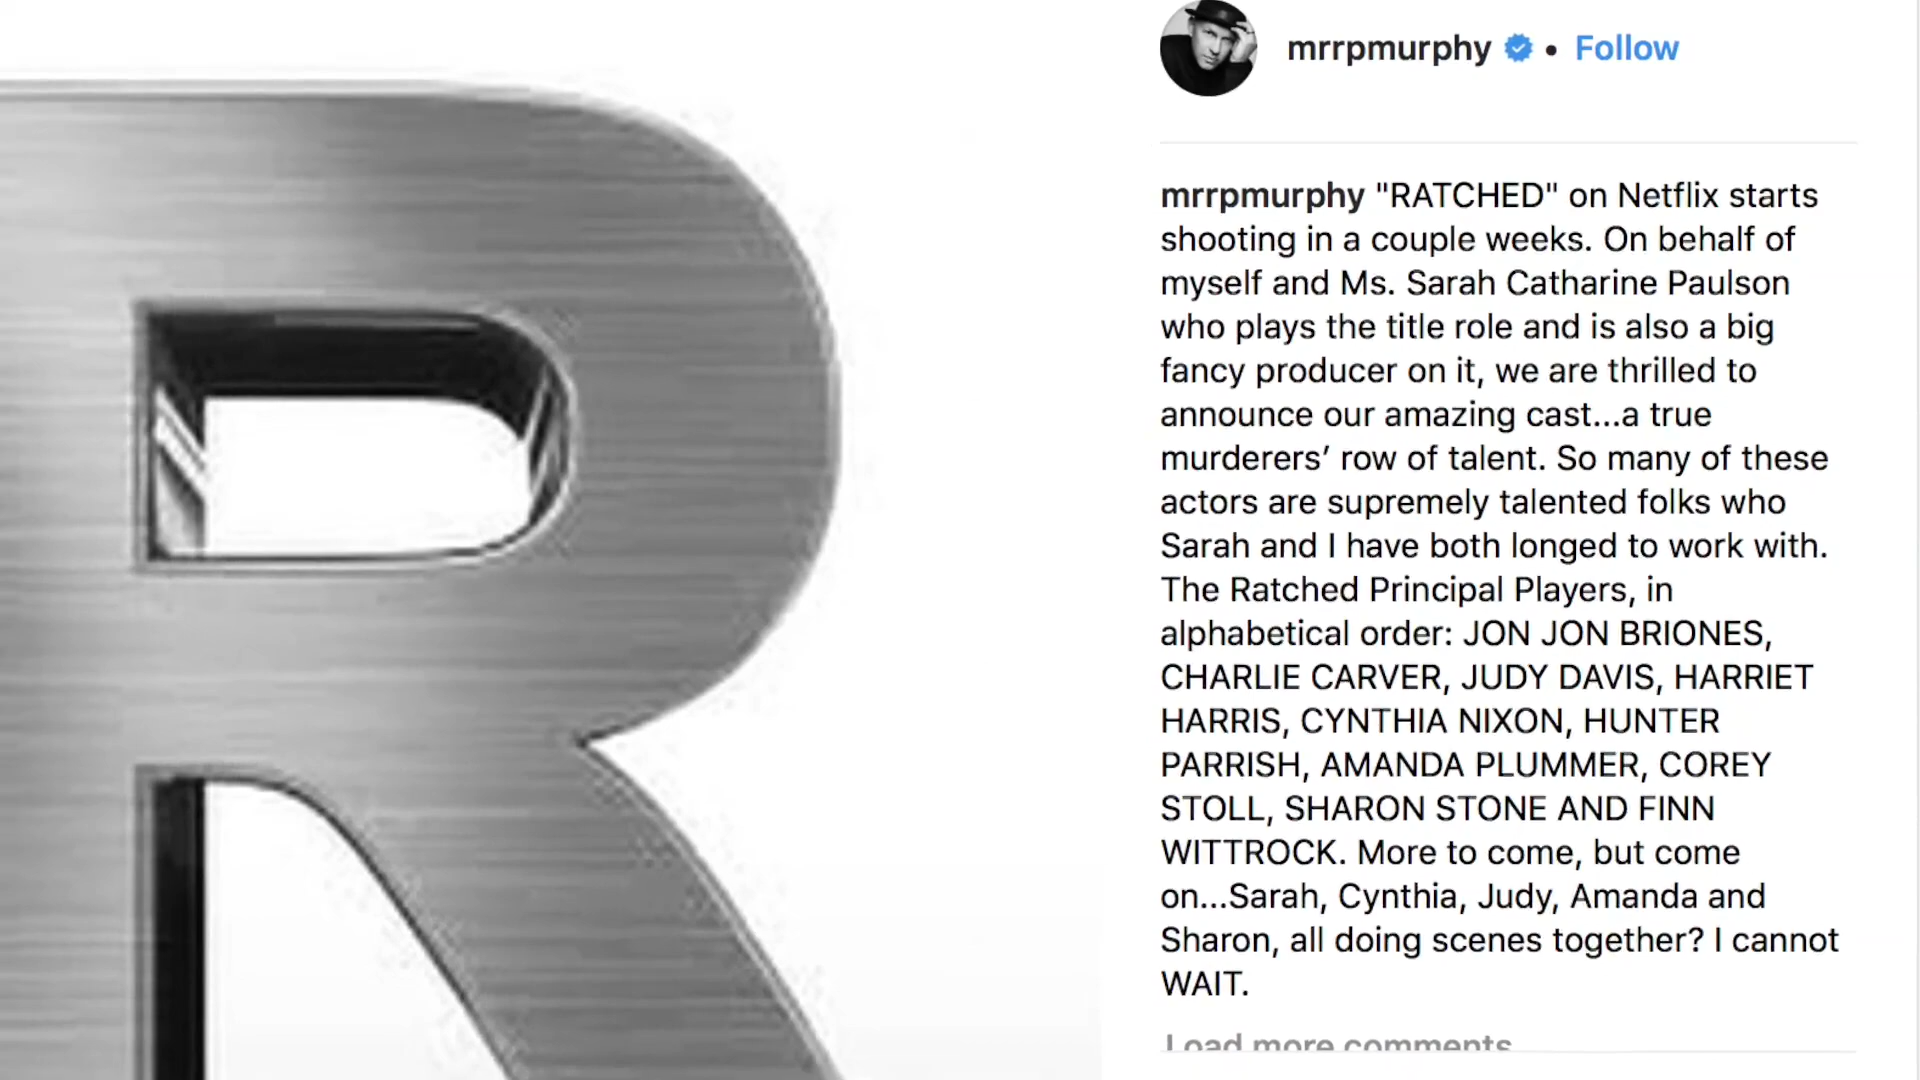 R
mrrpmurphy • Follow
mrrpmurphy "RATCHED" on Netflix starts
shooting in a couple weeks. On behalf of
myself and Ms. Sarah Catharine Paulson
who plays the title role and is also a big
fancy producer on it, we are thrilled to
announce our amazing cast...a true
murderers’ row of talent. So many of these
actors are supremely talented folks who
Sarah and I have both longed to work with.
The Ratched Principal Players, in
alphabetical order: JON JON BRIONES,
CHARLIE CARVER, JUDY DAVIS, HARRIET
HARRIS, CYNTHIA NIXON, HUNTER
PARRISH, AMANDA PLUMMER, COREY
STOLL, SHARON STONE AND FINN
WITTROCK. More to come, but come
on...Sarah, Cynthia, Judy, Amanda and
Sharon, all doing scenes together? I cannot
WAIT.
Load more comments